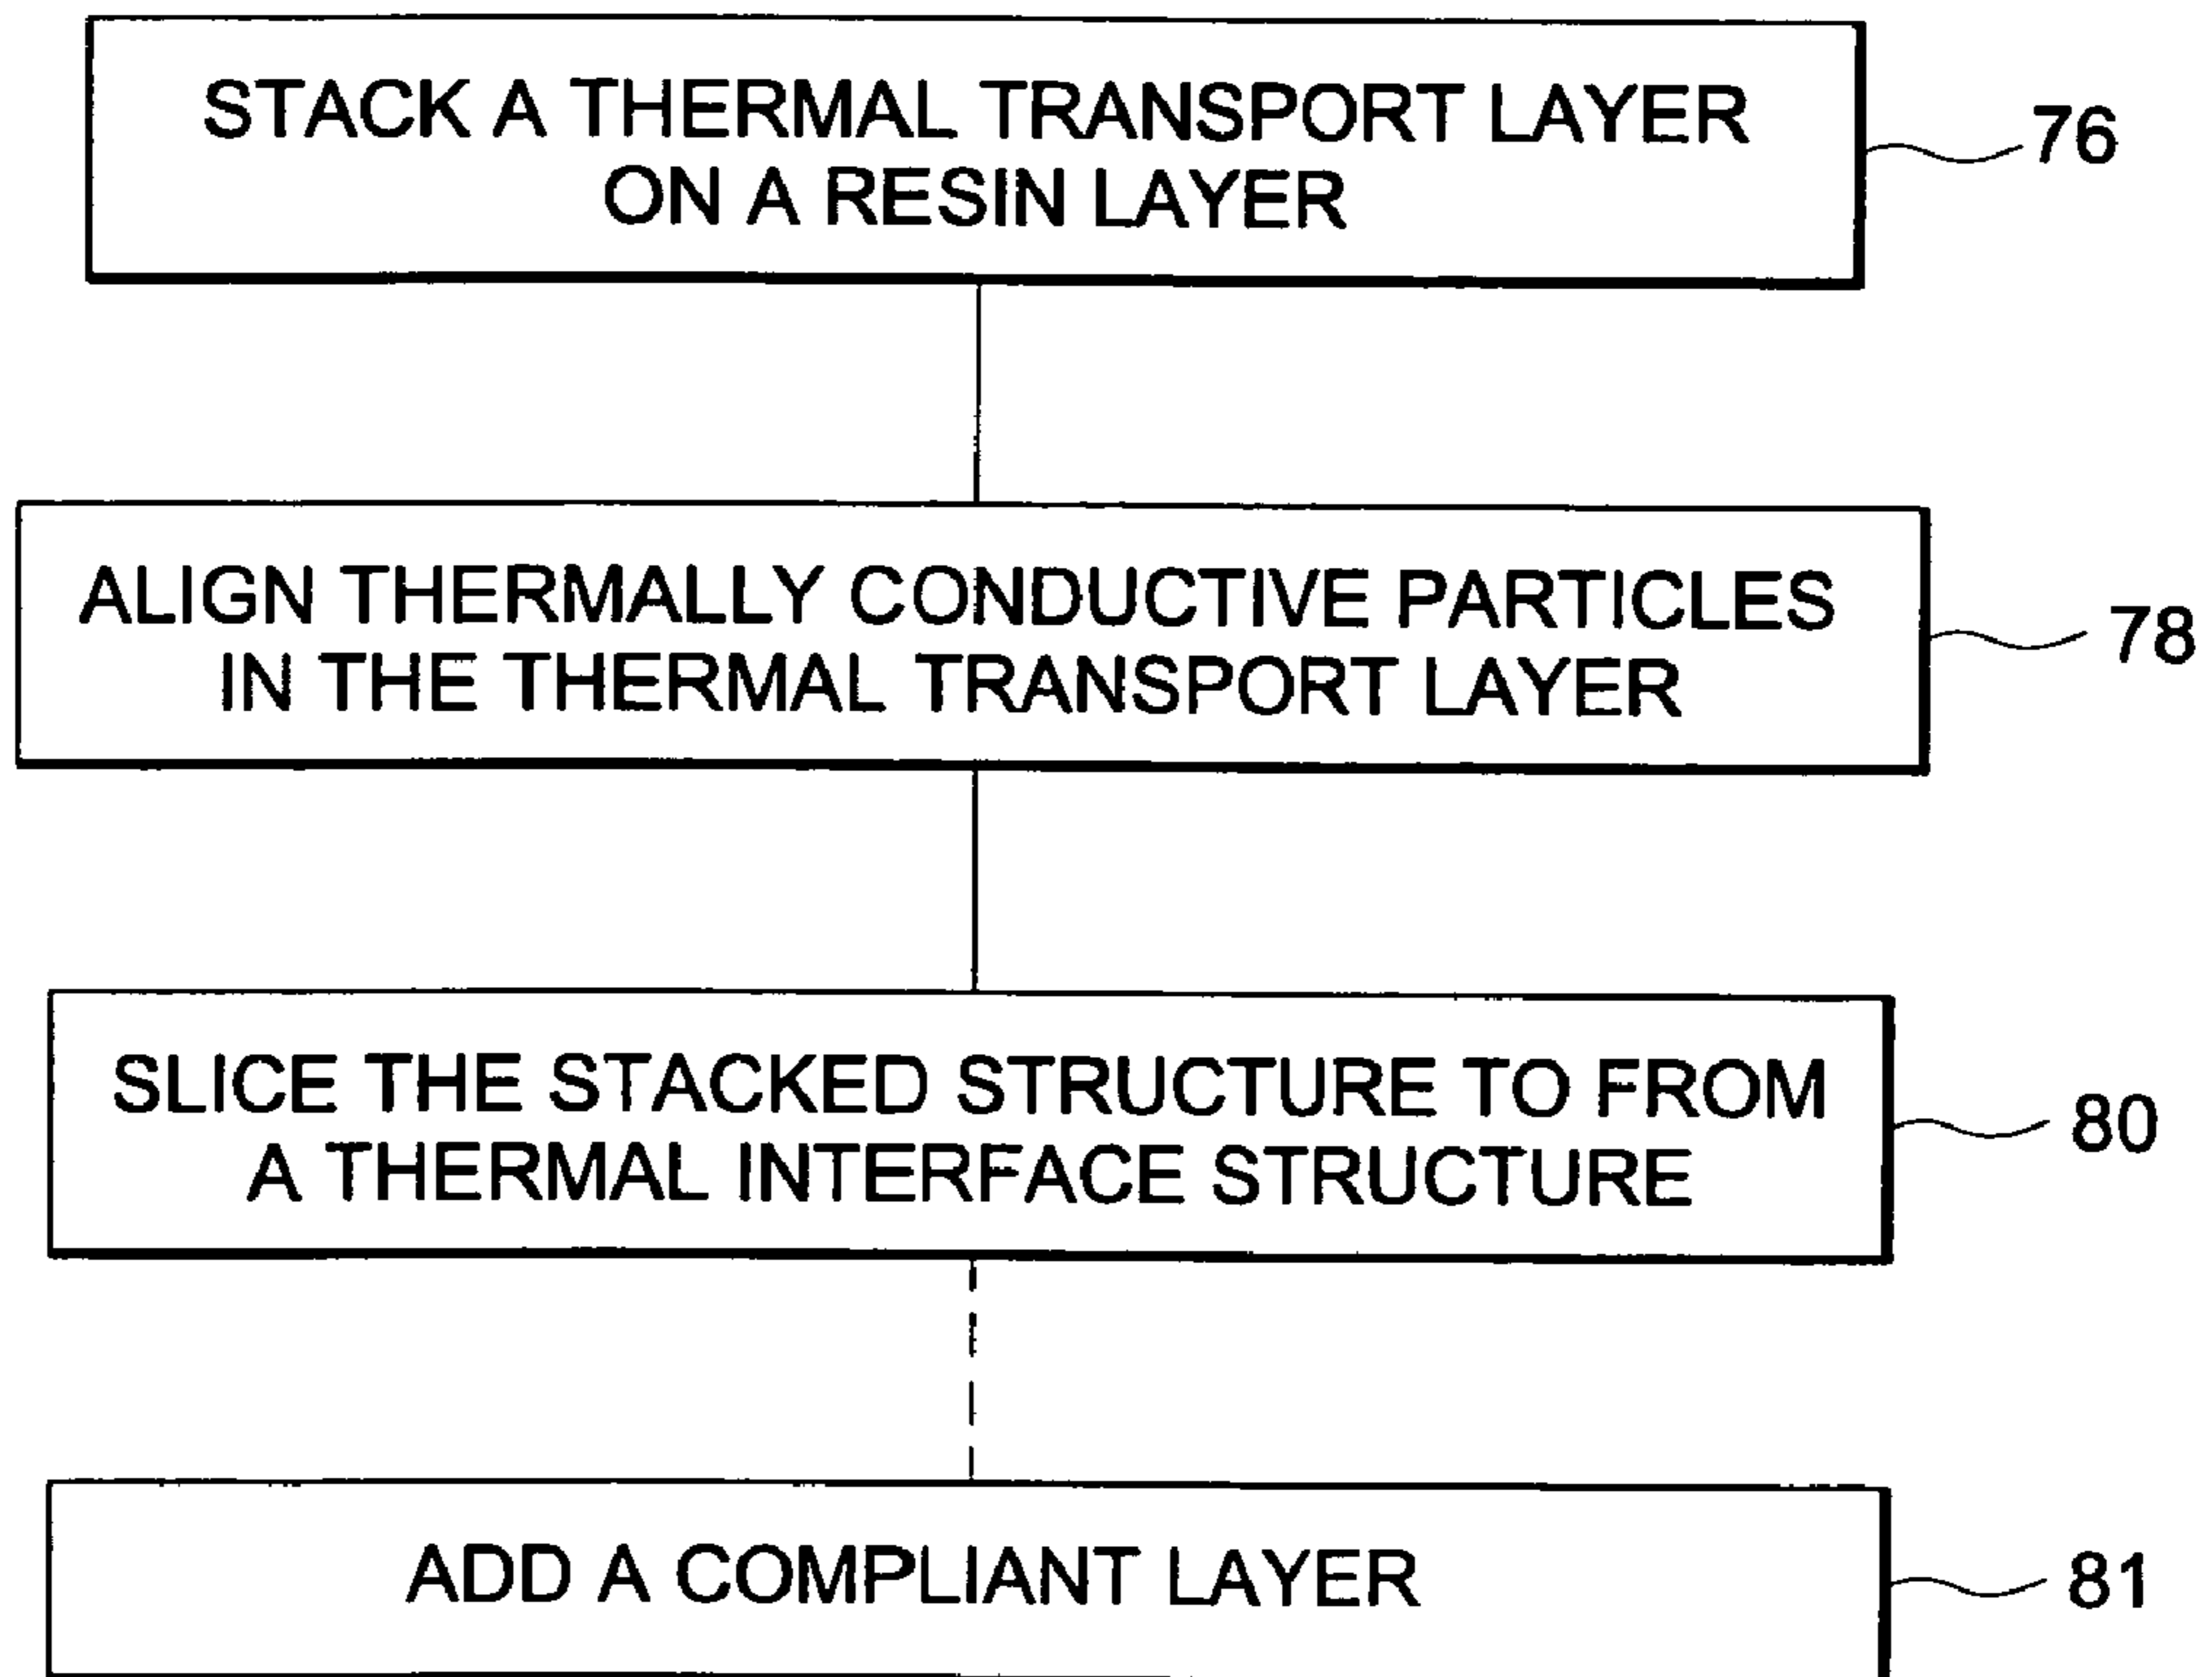 STACK A THERMAL TRANSPORT LAYER
ON A RESIN LAYER
76
ALIGN THERMALLY CONDUCTIVE PARTICLES
IN THE THERMAL TRANSPORT LAYER
78
SLICE THE STACKED STRUCTURE TO FROM
A THERMAL INTERFACE STRUCTURE
80
ADD A COMPLIANT LAYER
81